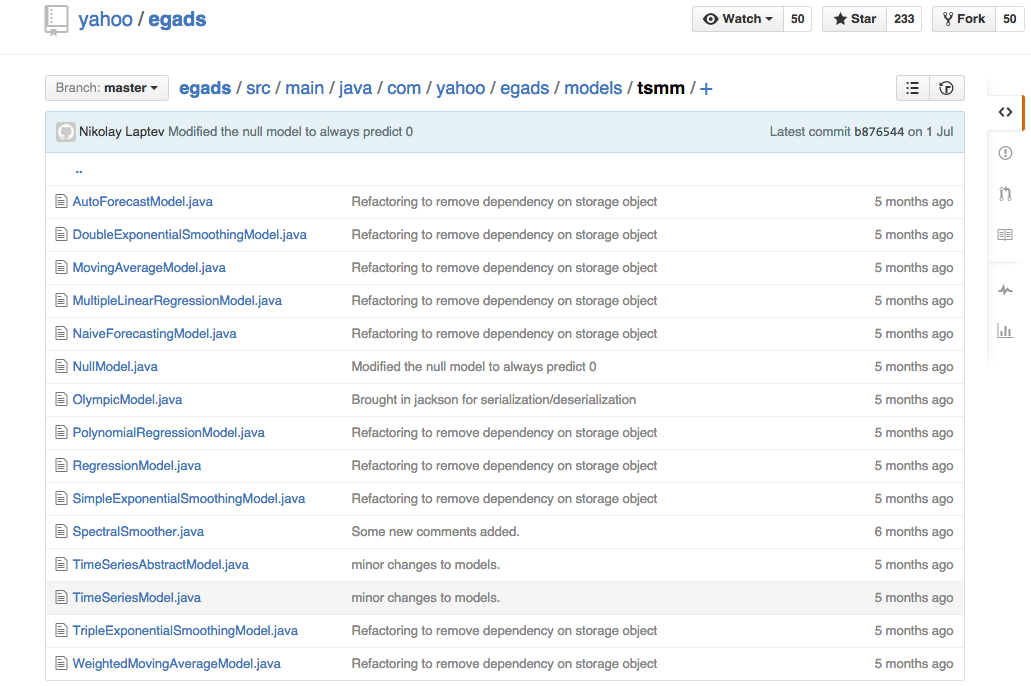 yahoo / egads
Watch 50 Star 233 Fork 50
Branch: master egads / src / main / java / com / yahoo / egads / models / tsmm / +
Nikolay Laptev Modified the null model to always predict 0 Latest commit b876544 on 1 Jul
..
AutoForecastModel.java Refactoring to remove dependency on storage object 5 months ago
DoubleExponentialSmoothingModel.java Refactoring to remove dependency on storage object 5 months ago
MovingAverageModel.java Refactoring to remove dependency on storage object 5 months ago
MultipleLinearRegressionModel.java Refactoring to remove dependency on storage object 5 months ago
NaiveForecastingModel.java Refactoring to remove dependency on storage object 5 months ago
NullModel.java Modified the null model to always predict 0 5 months ago
OlympicModel.java Brought in jackson for serialization/deserialization 5 months ago
PolynomialRegressionModel.java Refactoring to remove dependency on storage object 5 months ago
RegressionModel.java Refactoring to remove dependency on storage object 5 months ago
SimpleExponentialSmoothingModel.java Refactoring to remove dependency on storage object 5 months ago
SpectralSmoother.java Some new comments added. 6 months ago
TimeSeriesAbstractModel.java minor changes to models. 5 months ago
TimeSeriesModel.java minor changes to models. 5 months ago
TripleExponentialSmoothingModel.java Refactoring to remove dependency on storage object 5 months ago
WeightedMovingAverageModel.java Refactoring to remove dependency on storage object 5 months ago